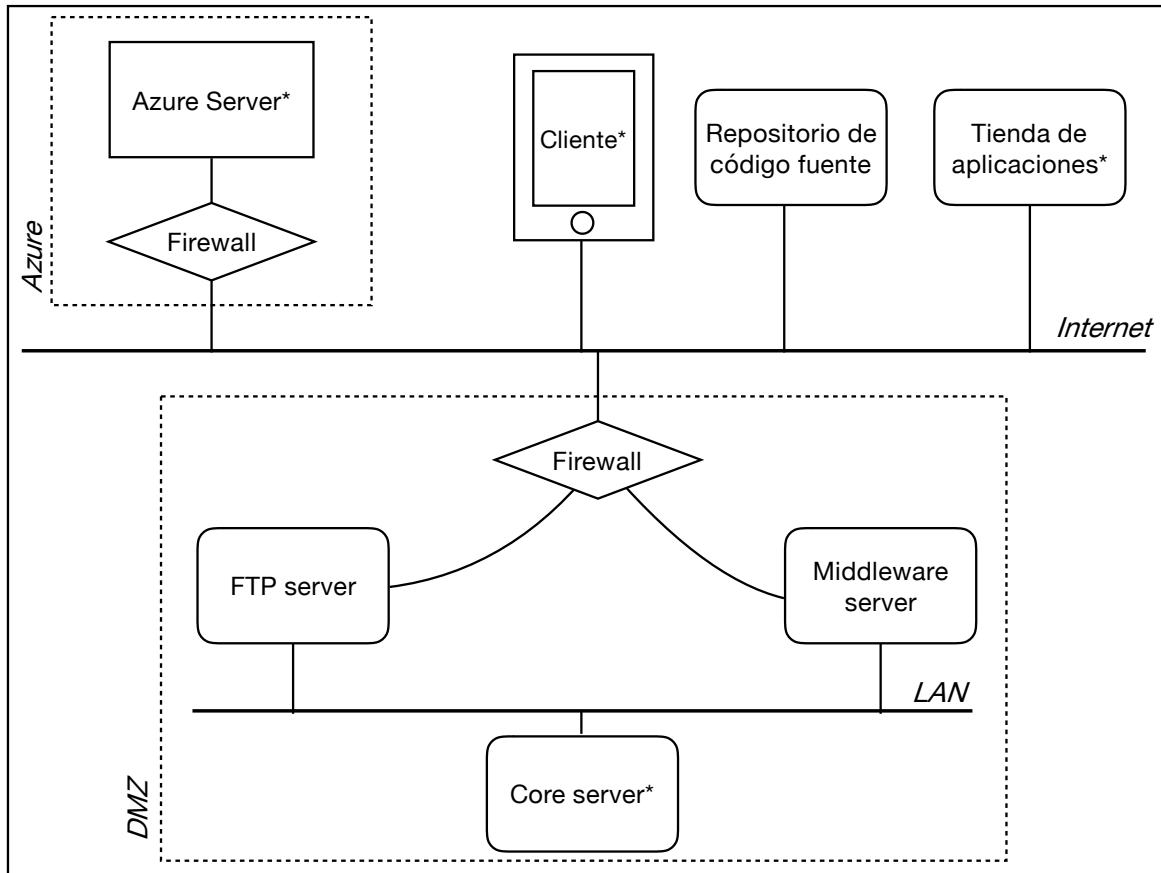 Azure Server*
Firewall
Azure
Cliente*
Repositorio de
código fuente
Tienda de
aplicaciones*
Internet
Firewall
FTP server
Middleware
server
LAN
Core server*
DMZ